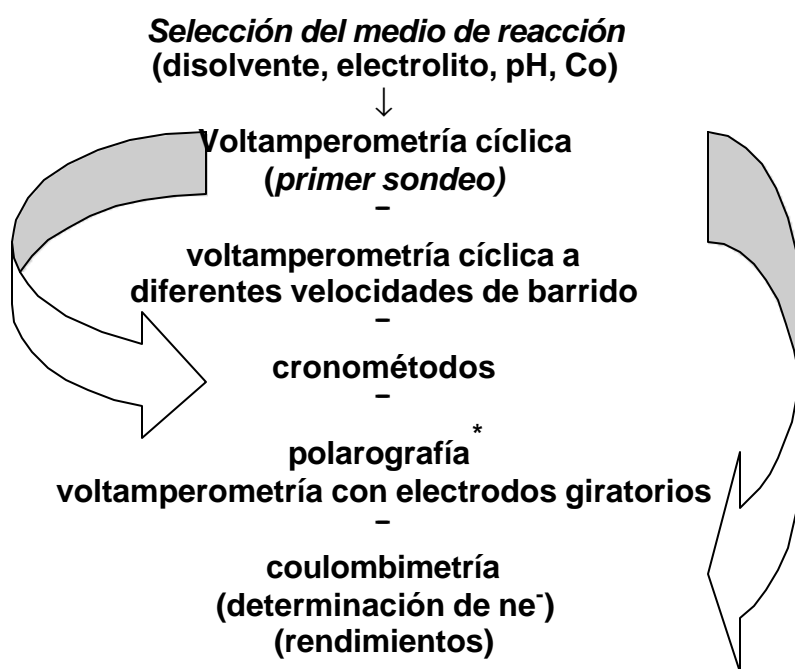 Selección del medio de reacción
(disolvente, electrolito, pH, Co)
↓
Voltamperometría cíclica
(primer sondeo)
–
voltamperometría cíclica a
diferentes velocidades de barrido
–
cronométodos
–
polarografía*
voltamperometría con electrodos giratorios
–
coulombimetría
(determinación de ne⁻)
(rendimientos)